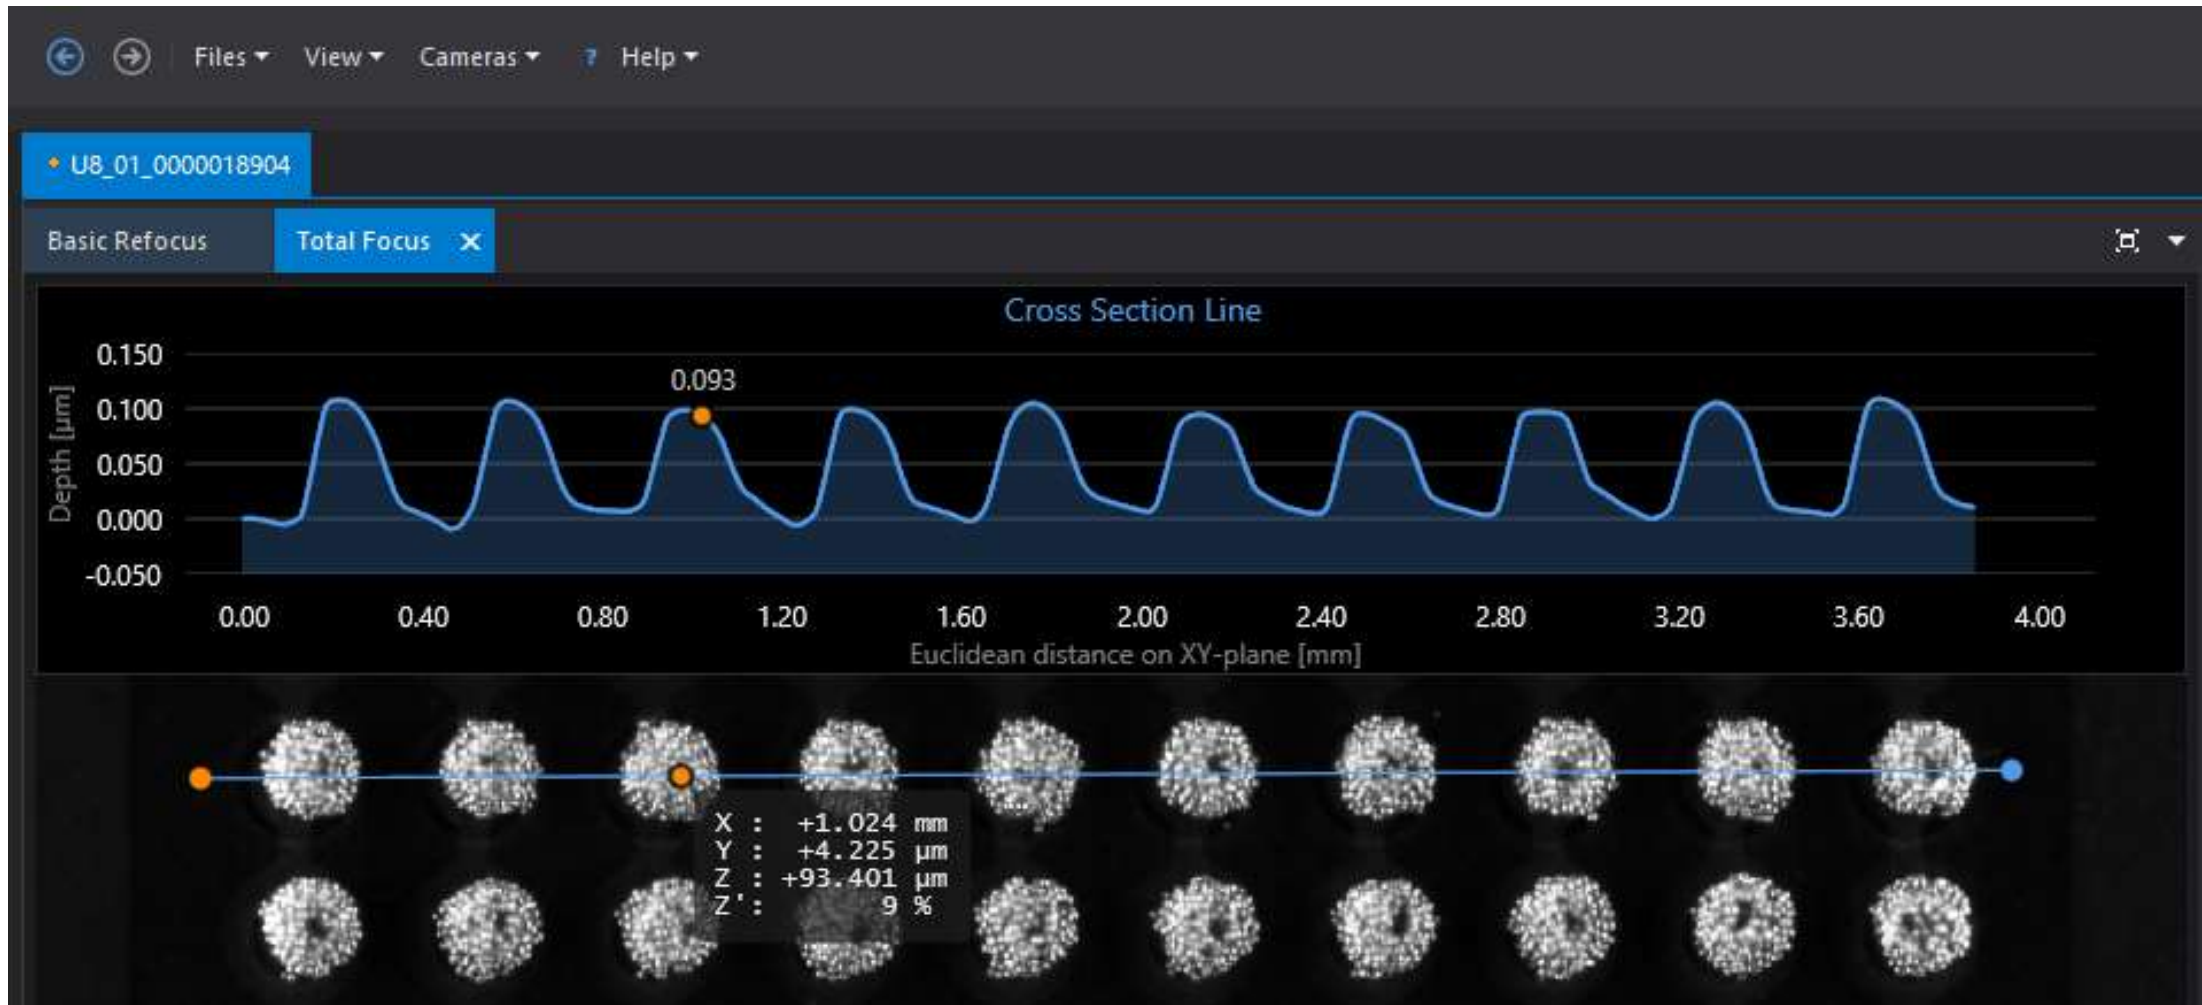 Files View Cameras ? Help
U8_01_0000018904
Basic Refocus Total Focus ✕
Cross Section Line
0.150
0.093
0.100
0.050
0.000
-0.050
Depth [µm]
0.00 0.40 0.80 1.20 1.60 2.00 2.40 2.80 3.20 3.60 4.00
Euclidean distance on XY-plane [mm]
X : +1.024 mm
Y : +4.225 µm
Z : +93.401 µm
Z': 9 %